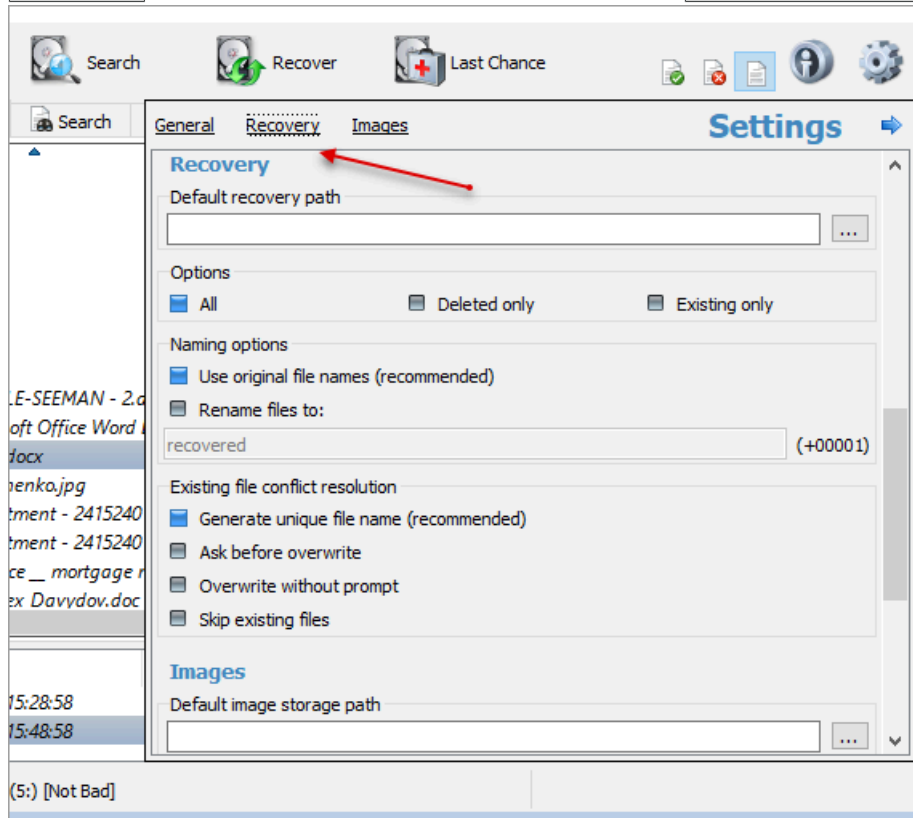 Search Recover Last Chance
Search
General Recovery Images Settings
Recovery
Default recovery path
...
Options
All Deleted only Existing only
Naming options
Use original file names (recommended)
Rename files to:
recovered (+00001)
Existing file conflict resolution
Generate unique file name (recommended)
Ask before overwrite
Overwrite without prompt
Skip existing files
Images
Default image storage path
...
.E-SEEMAN - 2.d
oft Office Word
docx
nenko.jpg
tment - 2415240
tment - 2415240
ce __ mortgage r
ex Davydov.doc
15:28:58
15:48:58
(5:) [Not Bad]